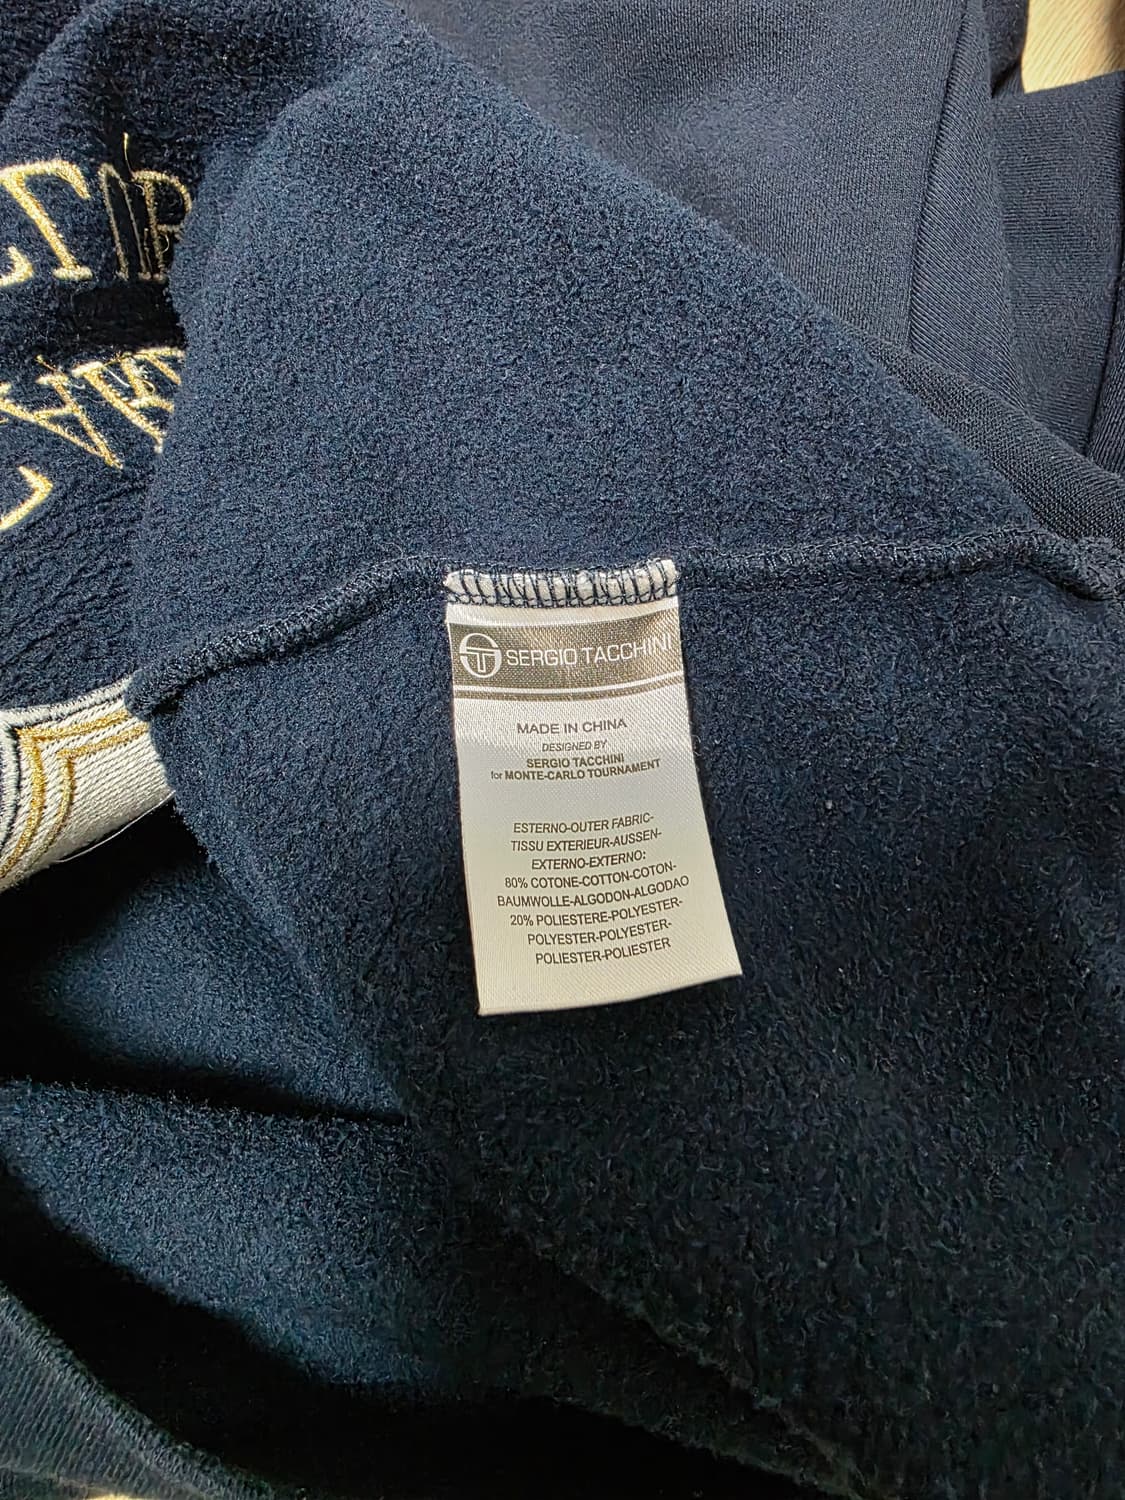 SERGIO TACCHINI
MADE IN CHINA
DESIGNED BY
SERGIO TACCHINI
for MONTE-CARLO TOURNAMENT
ESTERNO-OUTER FABRIC-
TISSU EXTERIEUR-AUSSEN-
EXTERNO-EXTERNO:
80% COTONE-COTTON-COTON-
BAUMWOLLE-ALGODON-ALGODAO
20% POLIESTERE-POLYESTER-
POLYESTER-POLYESTER-
POLIESTER-POLIESTER